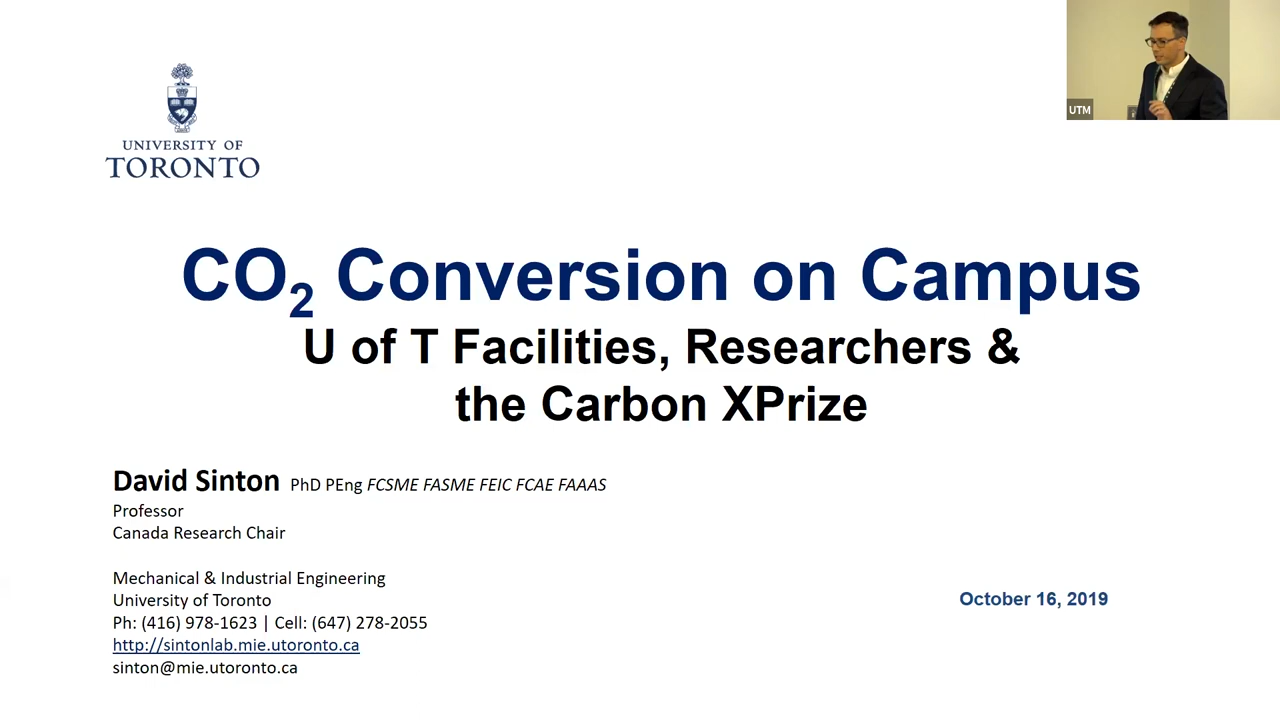 UTM
UNIVERSITY OF
TORONTO
CO₂ Conversion on Campus
U of T Facilities, Researchers &
the Carbon XPrize
David Sinton PhD PEng FCSME FASME FEIC FCAE FAAAS
Professor
Canada Research Chair
Mechanical & Industrial Engineering
University of Toronto
Ph: (416) 978-1623 | Cell: (647) 278-2055
http://sintonlab.mie.utoronto.ca
sinton@mie.utoronto.ca
October 16, 2019